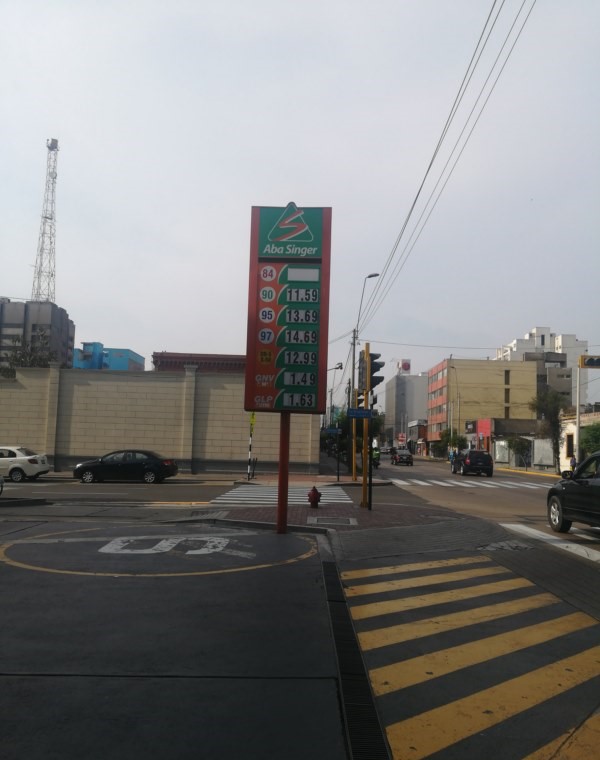 Aba Singer
84
90 11.59
95 13.69
97 14.69
12.99
GNV 1.49
GLP 1.63
S